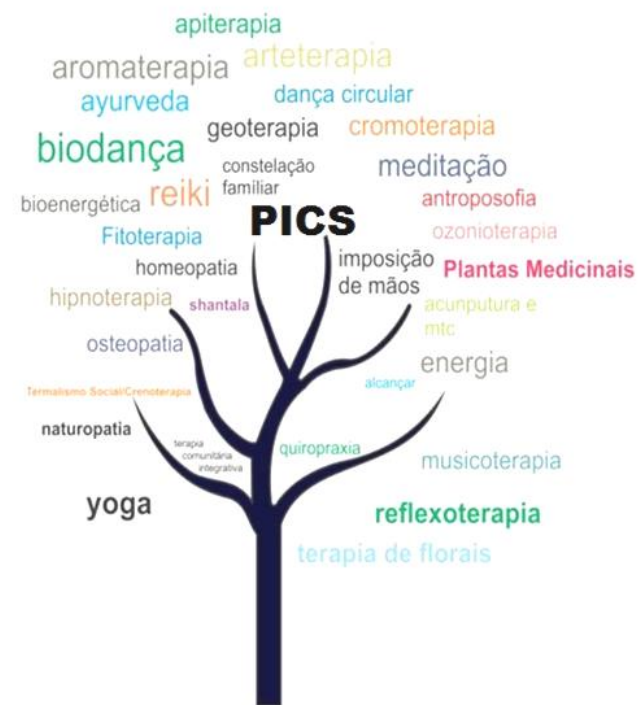 apiterapia
aromaterapia
arteterapia
ayurveda
dança circular
geoterapia
cromoterapia
biodança
constelação
familiar
meditação
bioenergética
reiki
antroposofia
PICS
Fitoterapia
ozonioterapia
homeopatia
imposição
de mãos
Plantas Medicinais
hipnoterapia
shantala
acunputura e
mtc
osteopatia
energia
alcançar
Termalismo Social/Crenoterapia
naturopatia
terapia
comunitária
integrativa
quiropraxia
musicoterapia
yoga
reflexoterapia
terapia de florais